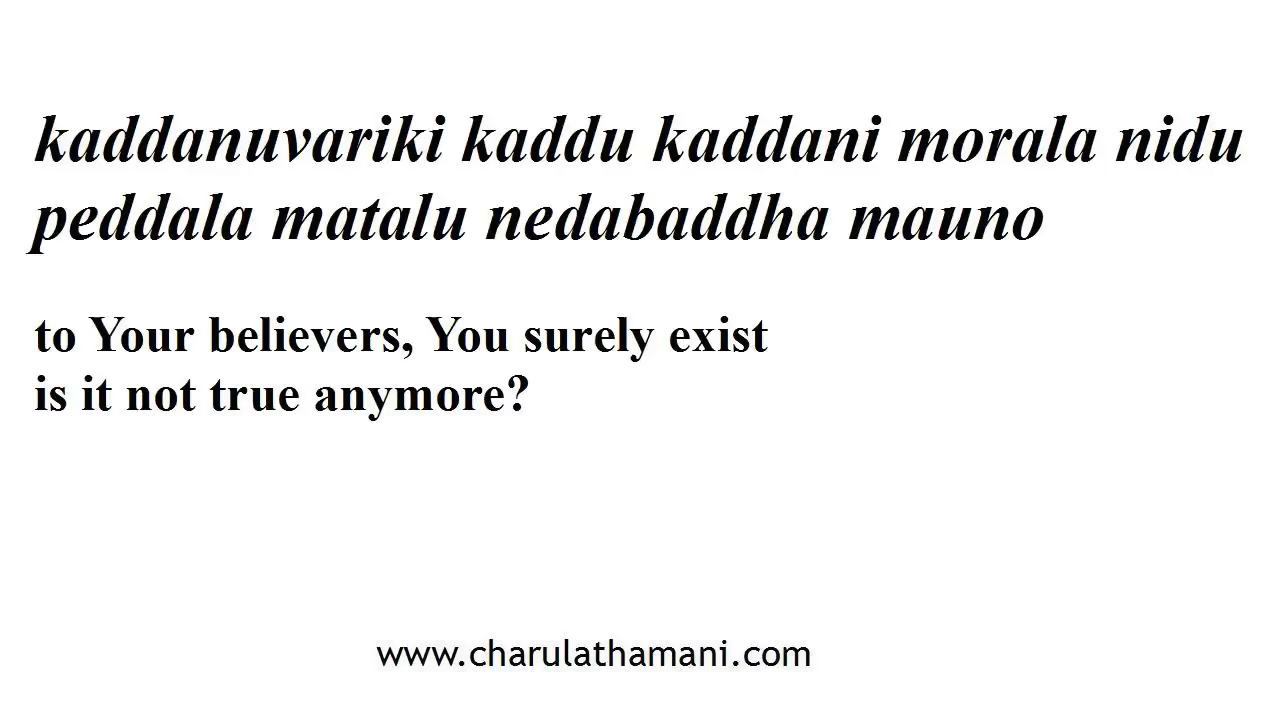 kaddanuvariki kaddu kaddani morala nidu
peddala matalu nedabaddha mauno
to Your believers, You surely exist
is it not true anymore?
www.charulathamani.com